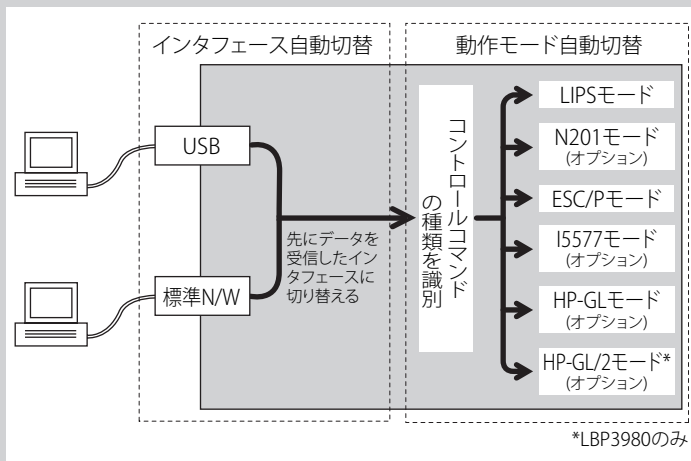 インタフェース自動切替
動作モード自動切替
USB
標準N/W
先にデータを
受信したイン
タフェースに
切り替える
コントロールコマンド
の種類を識別
LIPSモード
N201モード
(オプション)
ESC/Pモード
I5577モード
(オプション)
HP-GLモード
(オプション)
HP-GL/2モード*
(オプション)
*LBP3980のみ